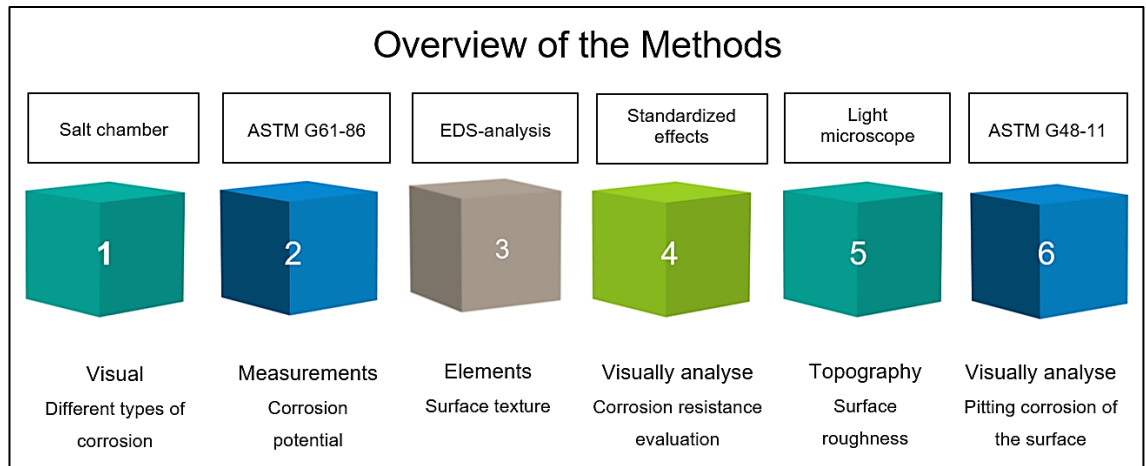 Overview of the Methods
Salt chamber
ASTM G61-86
EDS-analysis
Standardized
effects
Light
microscope
ASTM G48-11
1
2
3
4
5
6
Visual
Different types of
corrosion
Measurements
Corrosion
potential
Elements
Surface texture
Visually analyse
Corrosion resistance
evaluation
Topography
Surface
roughness
Visually analyse
Pitting corrosion of
the surface